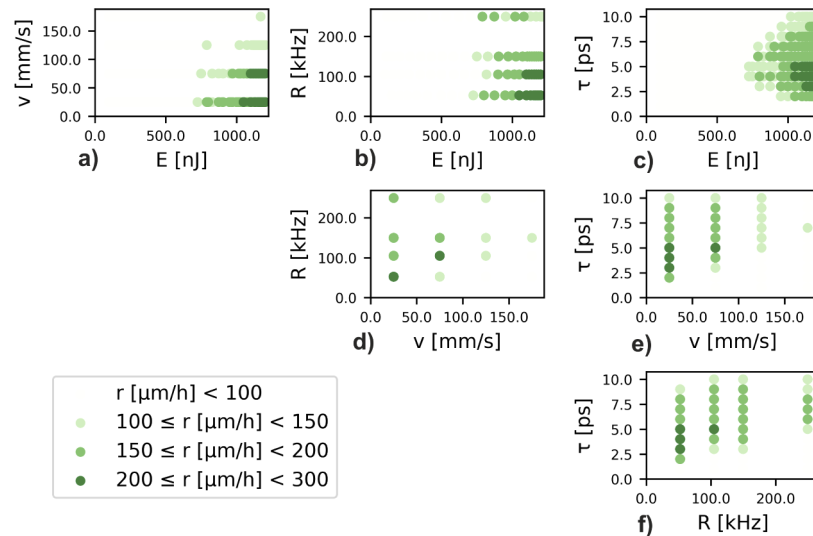 v [mm/s]
150.0
100.0
50.0
0.0
0.0 500.0 1000.0
a) E [nJ]
R [kHz]
200.0
100.0
0.0
0.0 500.0 1000.0
b) E [nJ]
τ [ps]
10.0
7.5
5.0
2.5
0.0
0.0 500.0 1000.0
c) E [nJ]
R [kHz]
200.0
100.0
0.0
0.0 50.0 100.0 150.0
d) v [mm/s]
τ [ps]
10.0
7.5
5.0
2.5
0.0
0.0 50.0 100.0 150.0
e) v [mm/s]
r [μm/h] < 100
100 ≤ r [μm/h] < 150
150 ≤ r [μm/h] < 200
200 ≤ r [μm/h] < 300
τ [ps]
10.0
7.5
5.0
2.5
0.0
0.0 100.0 200.0
f) R [kHz]